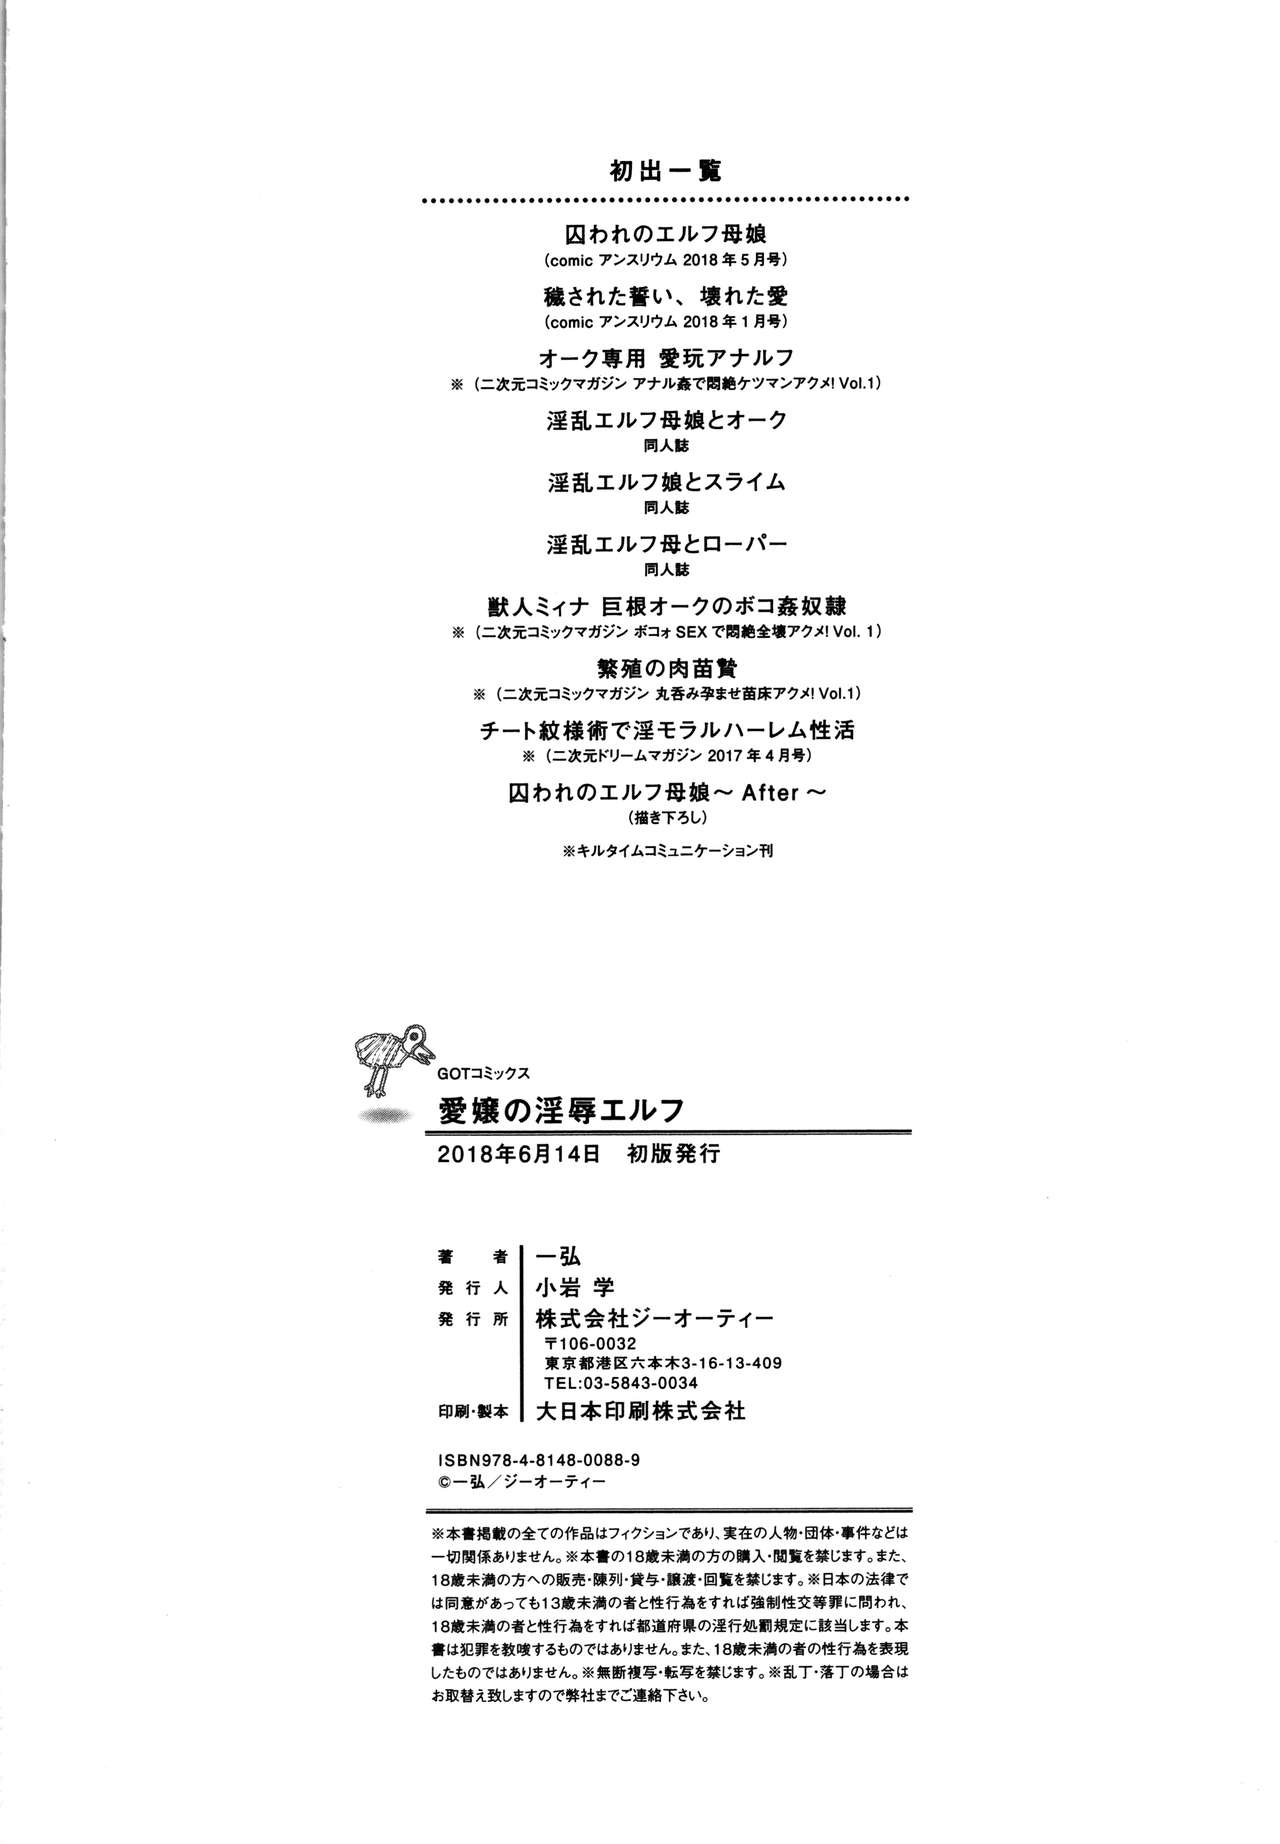 初出一覧
囚われのエルフ母娘
(comic アンスリウム 2018年5月号)
穢された誓い、壊れた愛
(comic アンスリウム 2018年1月号)
オーク専用 愛玩アナルフ
※(二次元コミックマガジン アナル姦で悶絶ケツマンアクメ! Vol.1)
淫乱エルフ母娘とオーク
同人誌
淫乱エルフ娘とスライム
同人誌
淫乱エルフ母とローパー
同人誌
獣人ミィナ 巨根オークのボコ姦奴隷
※(二次元コミックマガジン ボコォSEXで悶絶全壊アクメ! Vol. 1)
繁殖の肉苗贄
※(二次元コミックマガジン 丸呑み孕ませ苗床アクメ! Vol.1)
チート紋様術で淫モラルハーレム性活
※(二次元ドリームマガジン 2017年4月号)
囚われのエルフ母娘～After～
(描き下ろし)
※キルタイムコミュニケーション刊
GOTコミックス
愛嬢の淫辱エルフ
2018年6月14日　初版発行
著者 一弘
発行人 小岩 学
発行所 株式会社ジーオーティー
〒106-0032
東京都港区六本木3-16-13-409
TEL:03-5843-0034
印刷・製本 大日本印刷株式会社
ISBN978-4-8148-0088-9
©一弘／ジーオーティー
※本書掲載の全ての作品はフィクションであり、実在の人物・団体・事件などは
一切関係ありません。※本書の18歳未満の方の購入・閲覧を禁じます。また、
18歳未満の方への販売・陳列・貸与・譲渡・回覧を禁じます。※日本の法律で
は同意があっても13歳未満の者と性行為をすれば強制性交等罪に問われ、
18歳未満の者と性行為をすれば都道府県の淫行処罰規定に該当します。本
書は犯罪を教唆するものではありません。また、18歳未満の者の性行為を表現
したものではありません。※無断複写・転写を禁じます。※乱丁・落丁の場合は
お取替え致しますので弊社までご連絡下さい。